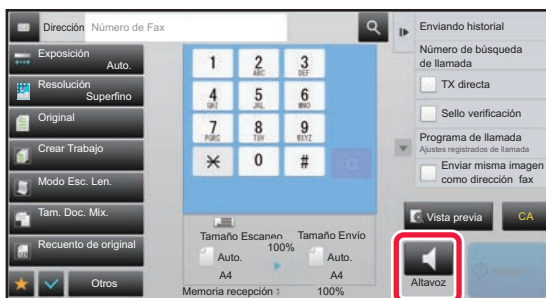 Dirección Número de Fax
Exposición
Auto.
Resolución
Superfino
Original
Crear Trabajo
Modo Esc. Len.
Tam. Doc. Mix.
Recuento de original
Otros
1
2
ABC
3
DEF
4
GHI
5
JKL
6
MNO
7
PQRS
8
TUV
9
WXYZ
0
#
Tamaño Escaneo
Tamaño Envío
100%
Auto.
A4
Auto.
A4
Memoria recepción :
100%
Enviando historial
Número de búsqueda
de llamada
TX directa
Sello verificación
Programa de llamada
Ajustes registrados de llamada
Enviar misma imagen
como dirección fax
Vista previa
CA
Altavoz